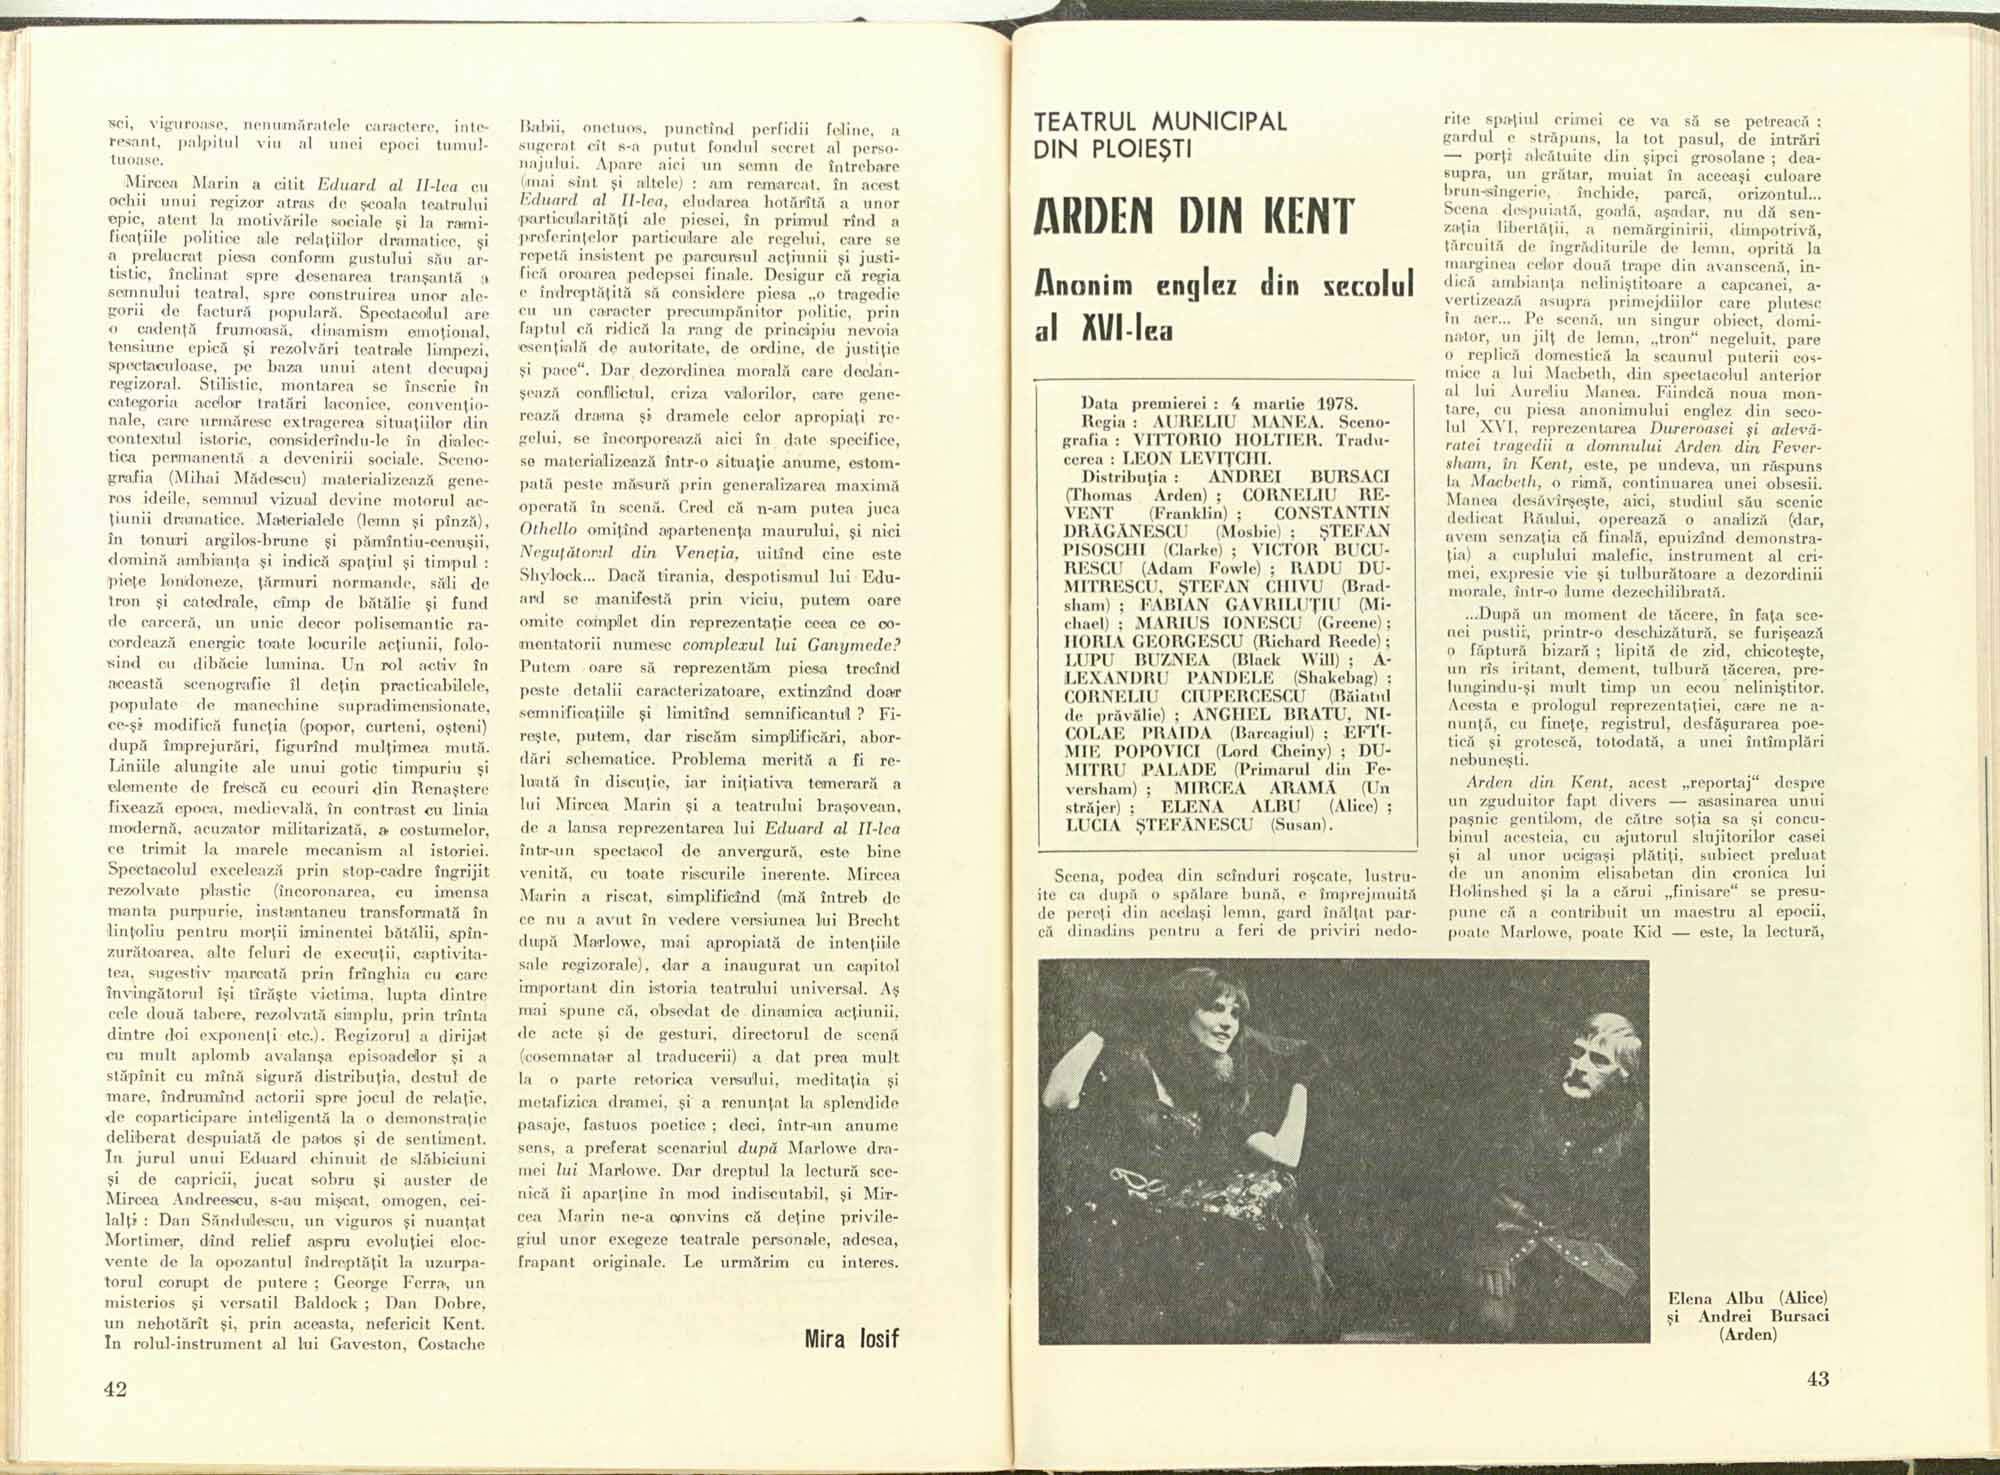 sci, viguroase, nenumăratele caractere, inte-
resant, palpitul viu al unei epoci tumul-
tuoase.
Mircea Marin a citit Eduard al II-lea cu
ochii unui regizor atras de școala teatrului
epic, atent la motivările sociale și la rami-
ficațiile politice ale relațiilor dramatice, și
a prelucrat piesa conform gustului său ar-
tistic, înclinat spre desenarea tranșantă a
semnului teatral, spre construirea unor ale-
gorii de factură populară. Spectacolul are
o cadență frumoasă, dinamism emoțional,
tensiune epică și rezolvări teatrale limpezi,
spectaculoase, pe baza unui atent decupaj
regizoral. Stilistic, montarea se înscrie în
categoria acelor tratări laconice, convențio-
nale, care urmăresc extragerea situațiilor din
contextul istoric, considerîndu-le în dialec-
tica permanentă a devenirii sociale. Sceno-
grafia (Mihai Mădescu) materializează gene-
ros ideile, semnul vizual devine motorul ac-
țiunii dramatice. Materialele (lemn și pînză),
în tonuri argilos-brune și pămîntiu-cenușii,
domină ambianța și indică spațiul și timpul :
piețe londoneze, țărmuri normande, săli de
tron și catedrale, cîmp de bătălie și fund
de carceră, un unic decor polisemantic ra-
cordează energic toate locurile acțiunii, folo-
sind cu dibăcie lumina. Un rol activ în
această scenografie îl dețin practicabilele,
populate de manechine supradimensionate,
ce-și modifică funcția (popor, curteni, oșteni)
după împrejurări, figurînd mulțimea mută.
Liniile alungite ale unui gotic timpuriu și
elemente de frescă cu ecouri din Renaștere
fixează epoca, medievală, în contrast cu linia
modernă, acuzator militarizată, a costumelor,
ce trimit la marele mecanism al istoriei.
Spectacolul excelează prin stop-cadre îngrijit
rezolvate plastic (încoronarea, cu imensa
manta purpurie, instantaneu transformată în
lințoliu pentru morții iminentei bătălii, spîn-
zurătoarea, alte feluri de execuții, captivita-
tea, sugestiv marcată prin frînghia cu care
învingătorul își tîrăște victima, lupta dintre
cele două tabere, rezolvată simplu, prin trînta
dintre doi exponenți etc.). Regizorul a dirijat
cu mult aplomb avalanșa episoadelor și a
stăpînit cu mînă sigură distribuția, destul de
mare, îndrumînd actorii spre jocul de relație,
de coparticipare inteligentă la o demonstrație
deliberat despuiată de patos și de sentiment.
În jurul unui Eduard chinuit de slăbiciuni
și de capricii, jucat sobru și auster de
Mircea Andreescu, s-au mișcat, omogen, cei-
lalți : Dan Săndulescu, un viguros și nuanțat
Mortimer, dînd relief aspru evoluției eloc-
vente de la opozantul îndreptățit la uzurpa-
torul corupt de putere ; George Ferra, un
misterios și versatil Baldock ; Dan Dobre,
un nehotărît și, prin aceasta, nefericit Kent.
În rolul-instrument al lui Gaveston, Costache
42
Babii, onctuos, punctînd perfidii feline, a
sugerat cît s-a putut fondul secret al perso-
najului. Apare aici un semn de întrebare
(mai sînt și altele) : am remarcat, în acest
Eduard al II-lea, eludarea hotărîtă a unor
particularități ale piesei, în primul rînd a
preferințelor particulare ale regelui, care se
repetă insistent pe parcursul acțiunii și justi-
fică oroarea pedepsei finale. Desigur că regia
e îndreptățită să considere piesa „o tragedie
cu un caracter precumpănitor politic, prin
faptul că ridică la rang de principiu nevoia
esențială de autoritate, de ordine, de justiție
și pace“. Dar dezordinea morală care declan-
șează conflictul, criza valorilor, care gene-
rează drama și dramele celor apropiați re-
gelui, se încorporează aici în date specifice,
se materializează într-o situație anume, estom-
pată peste măsură prin generalizarea maximă
operată în scenă. Cred că n-am putea juca
Othello omițînd apartenența maurului, și nici
Neguțătorul din Veneția, uitînd cine este
Shylock... Dacă tirania, despotismul lui Edu-
ard se manifestă prin viciu, putem oare
omite complet din reprezentație ceea ce co-
mentatorii numesc complexul lui Ganymede?
Putem oare să reprezentăm piesa trecînd
peste detalii caracterizatoare, extinzînd doar
semnificațiile și limitînd semnificantul ? Fi-
rește, putem, dar riscăm simplificări, abor-
dări schematice. Problema merită a fi re-
luată în discuție, iar inițiativa temerară a
lui Mircea Marin și a teatrului brașovean,
de a lansa reprezentarea lui Eduard al II-lea
într-un spectacol de anvergură, este bine
venită, cu toate riscurile inerente. Mircea
Marin a riscat, simplificînd (mă întreb de
ce nu a avut în vedere versiunea lui Brecht
după Marlowe, mai apropiată de intențiile
sale regizorale), dar a inaugurat un capitol
important din istoria teatrului universal. Aș
mai spune că, obsedat de dinamica acțiunii,
de acte și de gesturi, directorul de scenă
(cosemnatar al traducerii) a dat prea mult
la o parte retorica versului, meditația și
metafizica dramei, și a renunțat la splendide
pasaje, fastuos poetice ; deci, într-un anume
sens, a preferat scenariul după Marlowe dra-
mei lui Marlowe. Dar dreptul la lectură sce-
nică îi aparține în mod indiscutabil, și Mir-
cea Marin ne-a convins că deține privile-
giul unor exegeze teatrale personale, adesea,
frapant originale. Le urmărim cu interes.
Mira Iosif
TEATRUL MUNICIPAL
DIN PLOIEȘTI
ARDEN DIN KENT
Anonim englez din secolul
al XVI-lea
Data premierei : 4 martie 1978.
Regia : AURELIU MANEA. Sceno-
grafia : VITTORIO HOLTIER. Tradu-
cerea : LEON LEVIȚCHI.
Distribuția : ANDREI BURSACI
(Thomas Arden) ; CORNELIU RE-
VENT (Franklin) ; CONSTANTIN
DRĂGĂNESCU (Mosbie) ; ȘTEFAN
PISOSCHI (Clarke) ; VICTOR BUCU-
RESCU (Adam Fowle) ; RADU DU-
MITRESCU, ȘTEFAN CHIVU (Brad-
sham) ; FABIAN GAVRILUȚIU (Mi-
chael) ; MARIUS IONESCU (Greene) ;
HORIA GEORGESCU (Richard Reede) ;
LUPU BUZNEA (Black Will) ; A-
LEXANDRU PANDELE (Shakebag) ;
CORNELIU CIUPERCESCU (Băiatul
de prăvălie) ; ANGHEL BRATU, NI-
COLAE PRAIDA (Barcagiul) ; EFTI-
MIE POPOVICI (Lord Cheiny) ; DU-
MITRU PALADE (Primarul din Fe-
versham) ; MIRCEA ARAMĂ (Un
străjer) ; ELENA ALBU (Alice) ;
LUCIA ȘTEFĂNESCU (Susan).
Scena, podea din scînduri roșcate, lustru-
ite ca după o spălare bună, e împrejmuită
de pereți din același lemn, gard înălțat par-
că dinadins pentru a feri de priviri nedo-
rite spațiul crimei ce va să se petreacă :
gardul e străpuns, la tot pasul, de intrări
— porți alcătuite din șipci grosolane ; dea-
supra, un grătar, muiat în aceeași culoare
brun-sîngerie, închide, parcă, orizontul...
Scena despuiată, goală, așadar, nu dă sen-
zația libertății, a nemărginirii, dimpotrivă,
țărcuită de îngrăditurile de lemn, oprită la
marginea celor două trape din avanscenă, in-
dică ambianța neliniștitoare a capcanei, a-
vertizează asupra primejdiilor care plutesc
în aer... Pe scenă, un singur obiect, domi-
nator, un jilț de lemn, „tron“ negeluit, pare
o replică domestică la scaunul puterii cos-
mice a lui Macbeth, din spectacolul anterior
al lui Aureliu Manea. Fiindcă noua mon-
tare, cu piesa anonimului englez din seco-
lul XVI, reprezentarea Dureroasei și adevă-
ratei tragedii a domnului Arden din Fever-
sham, în Kent, este, pe undeva, un răspuns
la Macbeth, o rimă, continuarea unei obsesii.
Manea desăvîrșește, aici, studiul său scenic
dedicat Răului, operează o analiză (dar,
avem senzația că finală, epuizînd demonstra-
ția) a cuplului malefic, instrument al cri-
mei, expresie vie și tulburătoare a dezordinii
morale, într-o lume dezechilibrată.
...După un moment de tăcere, în fața sce-
nei pustii, printr-o deschizătură, se furișează
o făptură bizară ; lipită de zid, chicotește,
un rîs iritant, dement, tulbură tăcerea, pre-
lungindu-și mult timp un ecou neliniștitor.
Acesta e prologul reprezentației, care ne a-
nunță, cu finețe, registrul, desfășurarea poe-
tică și grotescă, totodată, a unei întîmplări
nebunești.
Arden din Kent, acest „reportaj“ despre
un zguduitor fapt divers — asasinarea unui
pașnic gentilom, de către soția sa și concu-
binul acesteia, cu ajutorul slujitorilor casei
și al unor ucigași plătiți, subiect preluat
de un anonim elisabetan din cronica lui
Holinshed și la a cărui „finisare“ se presu-
pune că a contribuit un maestru al epocii,
poate Marlowe, poate Kid — este, la lectură,
Elena Albu (Alice)
și Andrei Bursaci
(Arden)
43